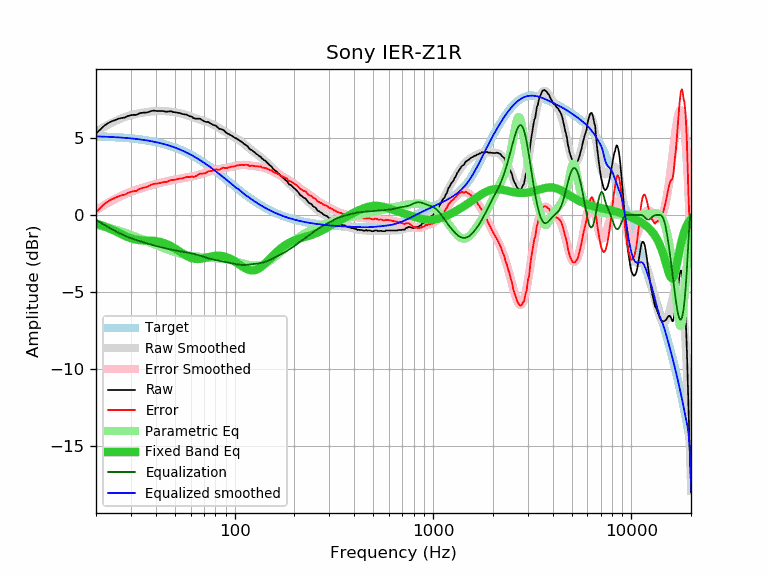 Sony IER-Z1R
Amplitude (dBr)
5
0
−5
−10
−15
Target
Raw Smoothed
Error Smoothed
Raw
Error
Parametric Eq
Fixed Band Eq
Equalization
Equalized smoothed
100
1000
10000
Frequency (Hz)